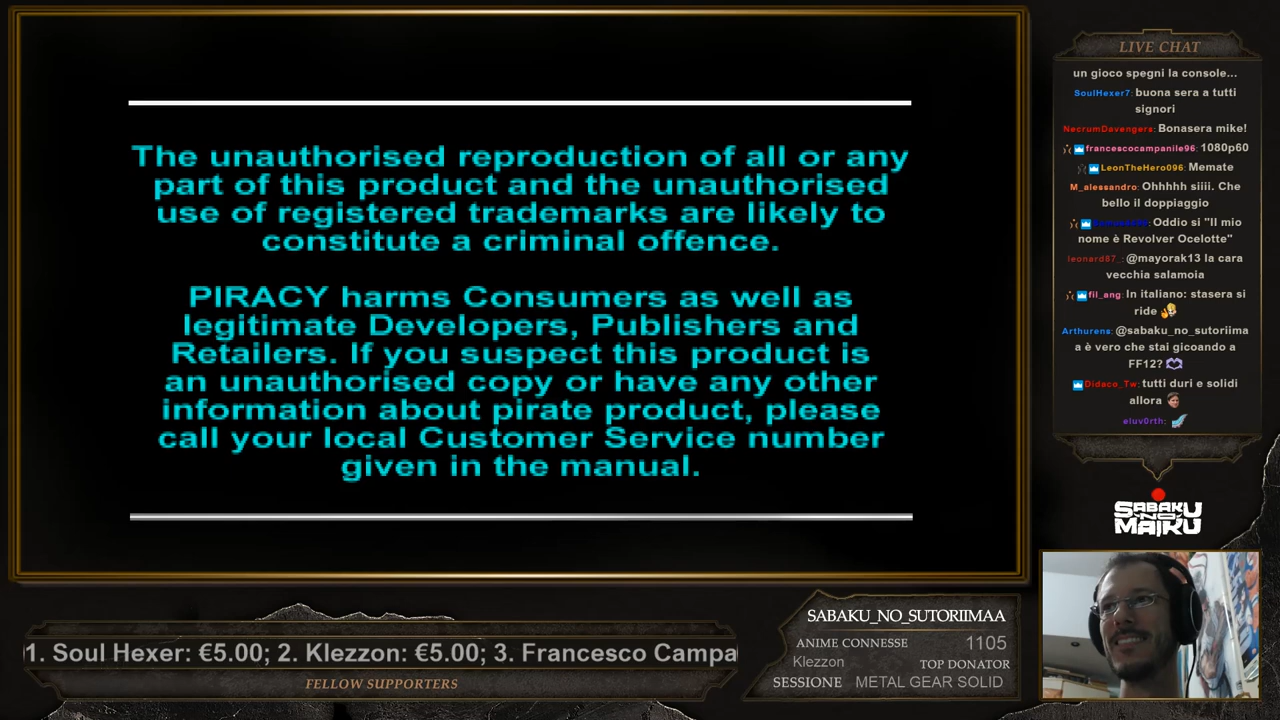 The unauthorised reproduction of all or any
part of this product and the unauthorised
use of registered trademarks are likely to
constitute a criminal offence.
PIRACY harms Consumers as well as
legitimate Developers, Publishers and
Retailers. If you suspect this product is
an unauthorised copy or have any other
information about pirate product, please
call your local Customer Service number
given in the manual.
LIVE CHAT
un gioco spegni la console...
SoulHexer7: buona sera a tutti
signori
NecrumDavengers: Bonasera mike!
francescocampanile96: 1080p60
LeonTheHero096: Memate
M_alessandro: Ohhhhh siiii. Che
bello il doppiaggio
Oddio si "Il mio
nome è Revolver Ocelotte"
leonard87_: @mayorak13 la cara
vecchia salamoia
fil_ang: In italiano: stasera si
ride
Arthurens: @sabaku_no_sutoriima
a è vero che stai gicoando a
FF12?
Didaco_Tw: tutti duri e solidi
allora
eluv0rth:
SABAKU
NO
MAIKU
1. Soul Hexer: €5.00; 2. Klezzon: €5.00; 3. Francesco Campa
FELLOW SUPPORTERS
SABAKU_NO_SUTORIIMAA
ANIME CONNESSE 1105
Klezzon TOP DONATOR
SESSIONE METAL GEAR SOLID